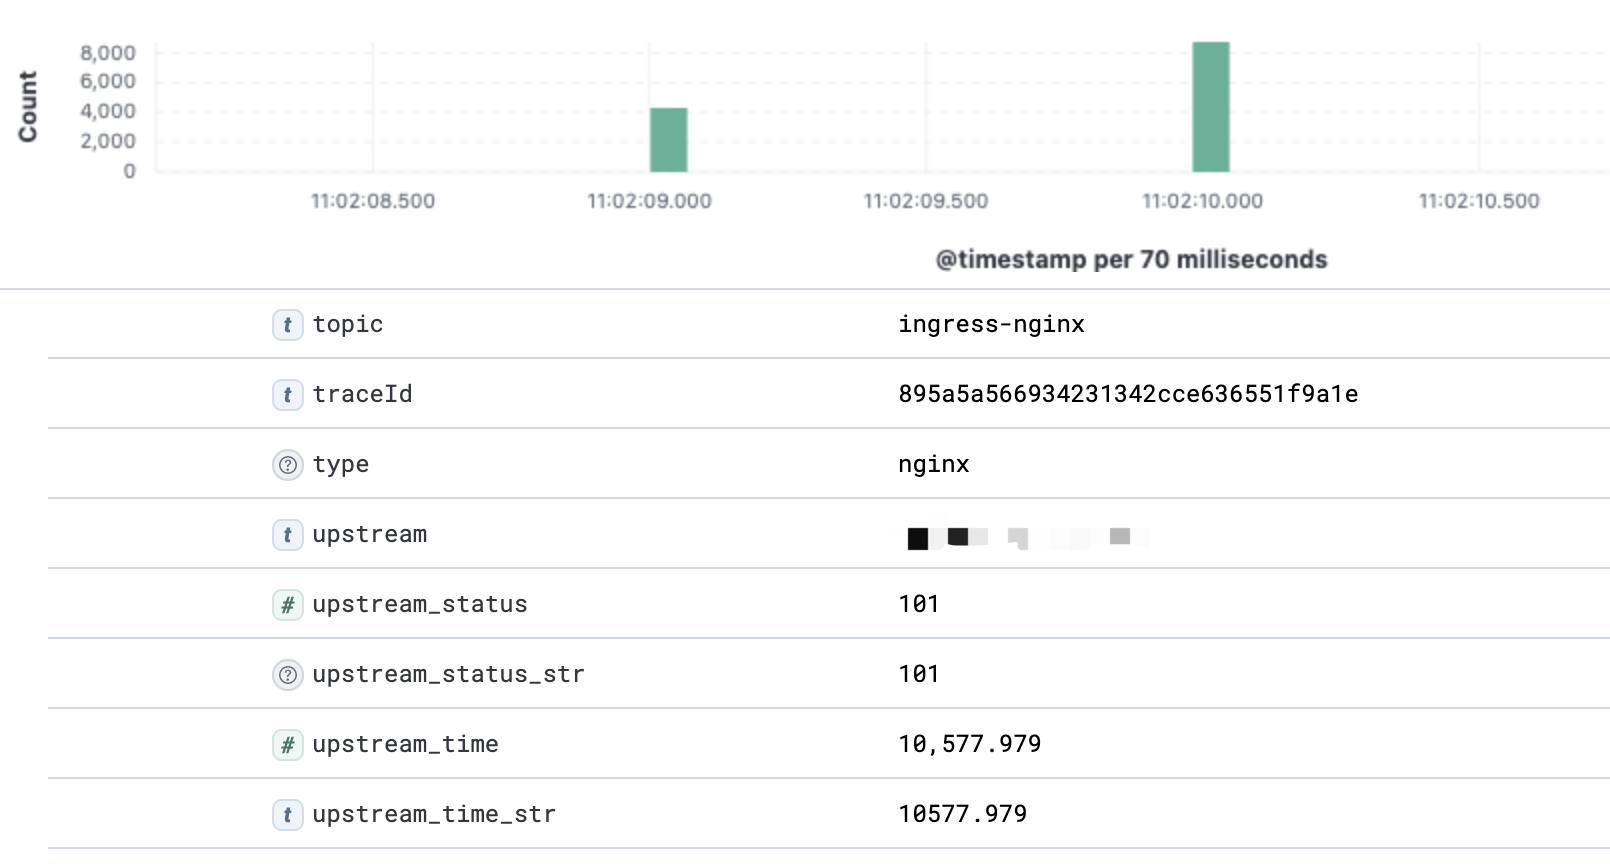 Count
8,000
6,000
4,000
2,000
0
11:02:08.500 11:02:09.000 11:02:09.500 11:02:10.000 11:02:10.500
@timestamp per 70 milliseconds
t topic ingress-nginx
t traceId 895a5a566934231342cce636551f9a1e
? type nginx
t upstream
# upstream_status 101
? upstream_status_str 101
# upstream_time 10,577.979
t upstream_time_str 10577.979